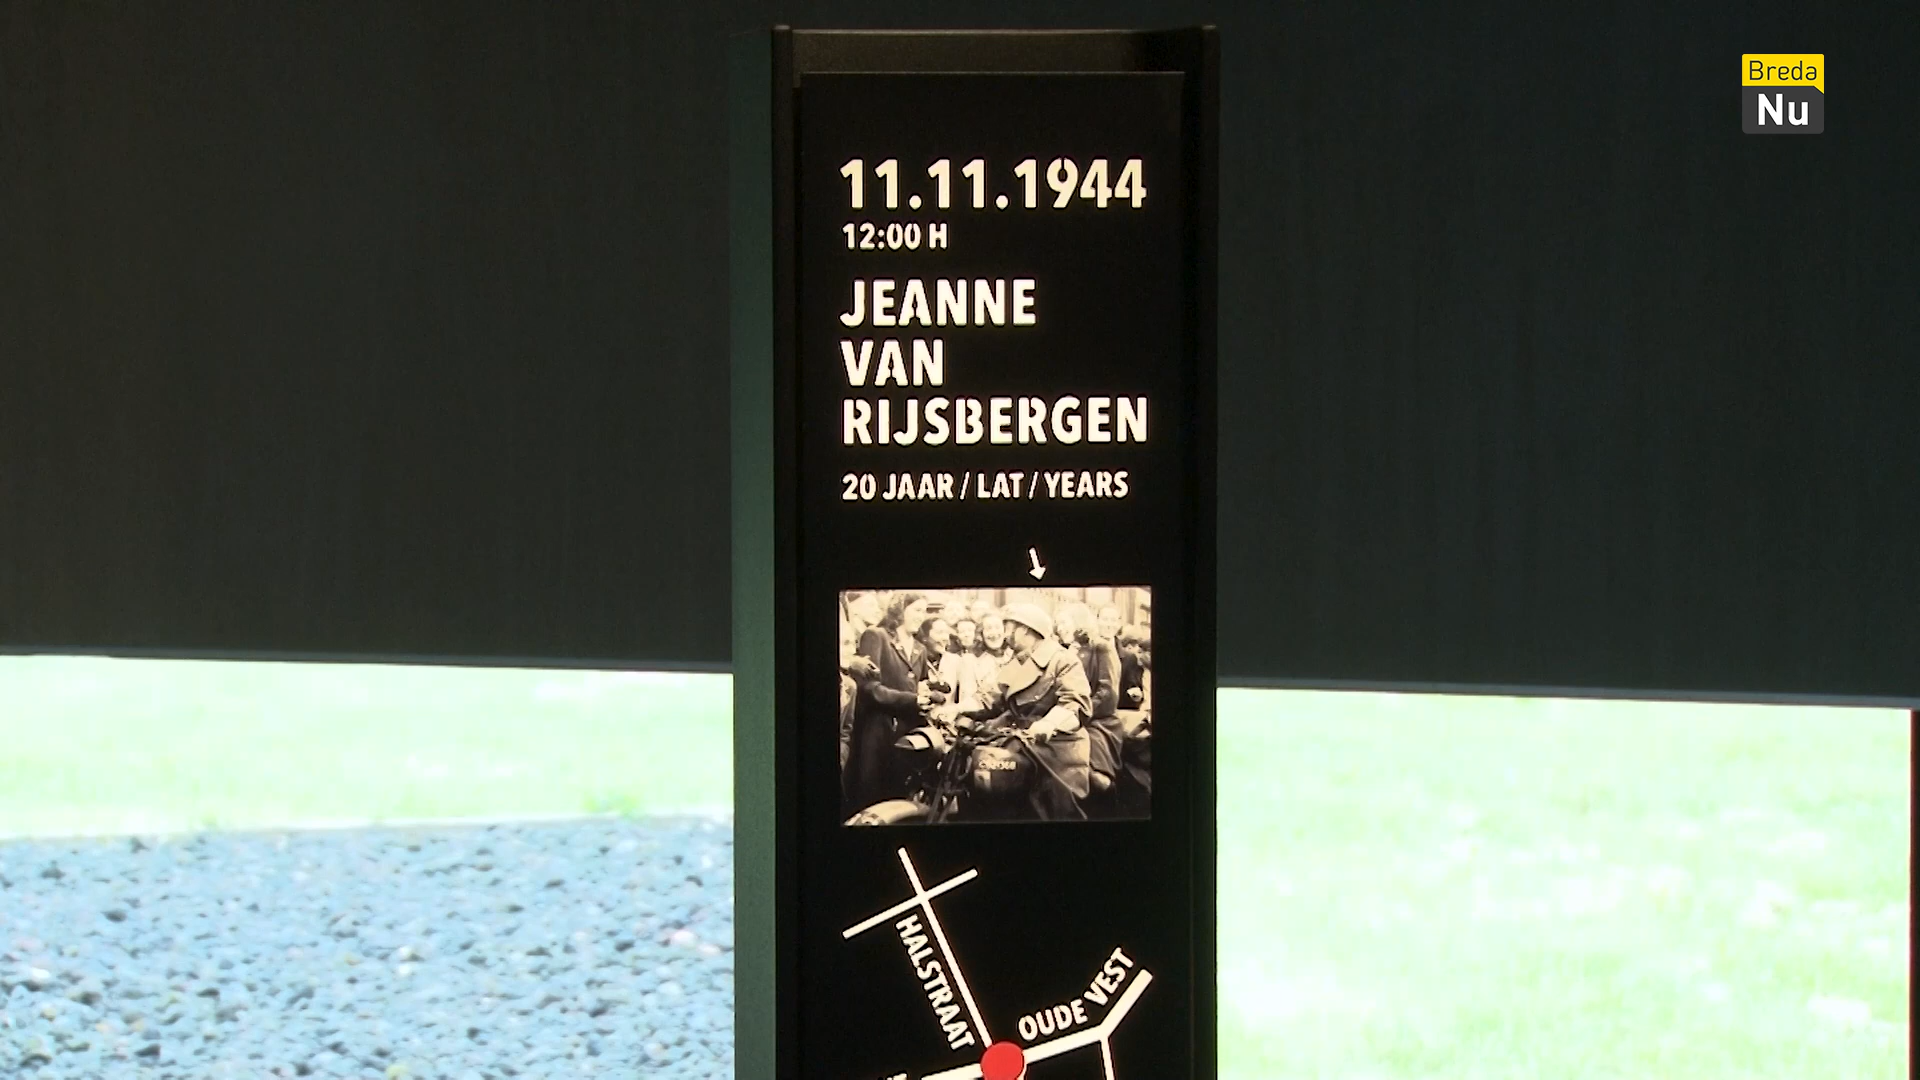 Breda
Nu
11.11.1944
12:00 H
JEANNE
VAN
RIJSBERGEN
20 JAAR / LAT / YEARS
HALSTRAAT
OUDE VEST